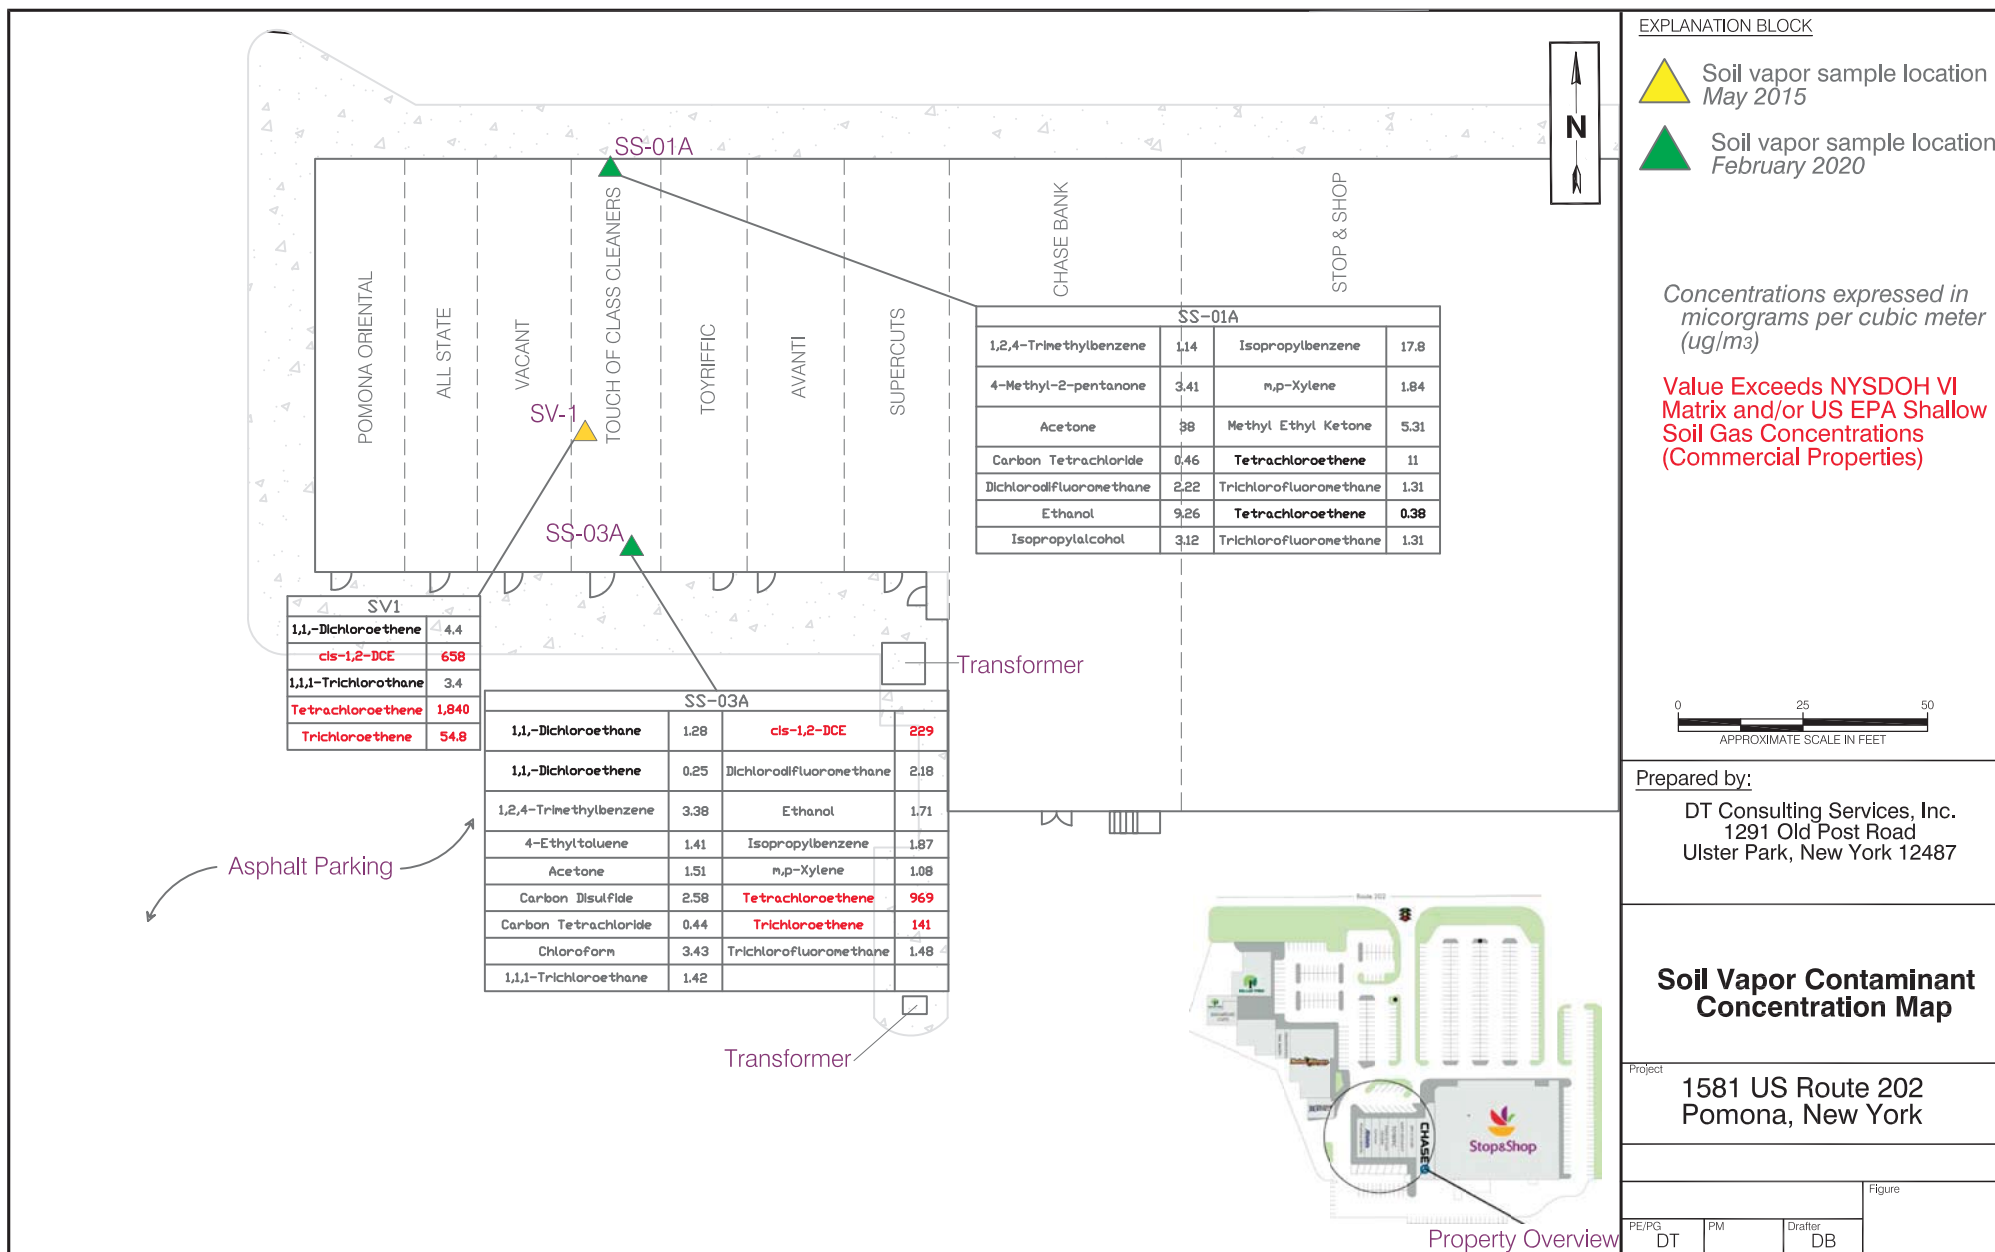 EXPLANATION BLOCK
Soil vapor sample location
May 2015
Soil vapor sample location
February 2020
N
Concentrations expressed in
micorgrams per cubic meter
(ug/m3)
Value Exceeds NYSDOH VI
Matrix and/or US EPA Shallow
Soil Gas Concentrations
(Commercial Properties)
0 25 50
APPROXIMATE SCALE IN FEET
Prepared by:
DT Consulting Services, Inc.
1291 Old Post Road
Ulster Park, New York 12487
Soil Vapor Contaminant
Concentration Map
Project
1581 US Route 202
Pomona, New York
Figure
PE/PG
DT
PM
Drafter
DB
SS-01A
POMONA ORIENTAL
ALL STATE
VACANT
TOUCH OF CLASS CLEANERS
TOYRIFFIC
AVANTI
SUPERCUTS
CHASE BANK
STOP & SHOP
SV-1
SS-03A
SS-01A
1,2,4-Trimethylbenzene 1.14 Isopropylbenzene 17.8
4-Methyl-2-pentanone 3.41 m,p-Xylene 1.84
Acetone 38 Methyl Ethyl Ketone 5.31
Carbon Tetrachloride 0.46 Tetrachloroethene 11
Dichlorodifluoromethane 2.22 Trichlorofluoromethane 1.31
Ethanol 9.26 Tetrachloroethene 0.38
Isopropylalcohol 3.12 Trichlorofluoromethane 1.31
SV1
1,1,-Dichloroethene 4.4
cis-1,2-DCE 658
1,1,1-Trichlorothane 3.4
Tetrachloroethene 1,840
Trichloroethene 54.8
Transformer
SS-03A
1,1,-Dichloroethane 1.28 cis-1,2-DCE 229
1,1,-Dichloroethene 0.25 Dichlorodifluoromethane 2.18
1,2,4-Trimethylbenzene 3.38 Ethanol 1.71
4-Ethyltoluene 1.41 Isopropylbenzene 1.87
Acetone 1.51 m,p-Xylene 1.08
Carbon Disulfide 2.58 Tetrachloroethene 969
Carbon Tetrachloride 0.44 Trichloroethene 141
Chloroform 3.43 Trichlorofluoromethane 1.48
1,1,1-Trichloroethane 1.42
Asphalt Parking
Transformer
Route 202
CHASE
Stop&Shop
Property Overview